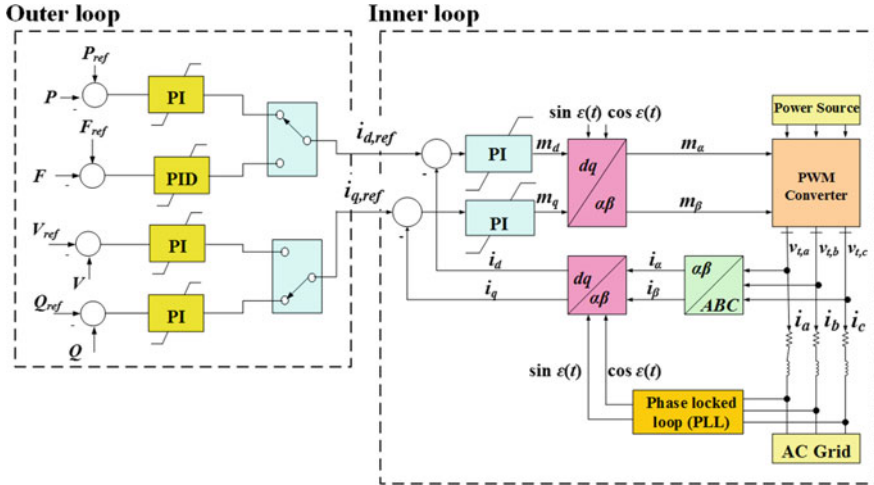 Outer loop
Inner loop
P_ref
P
-
PI
F_ref
F
-
PID
V_ref
-
V
PI
Q_ref
-
Q
PI
i_d,ref
i_q,ref
-
-
PI
PI
m_d
m_q
sin ε(t) cos ε(t)
dq
αβ
m_α
m_β
Power Source
PWM
Converter
v_t,a v_t,b v_t,c
i_d
i_q
dq
αβ
i_α
i_β
αβ
ABC
i_a i_b i_c
sin ε(t) cos ε(t)
Phase locked
loop (PLL)
AC Grid